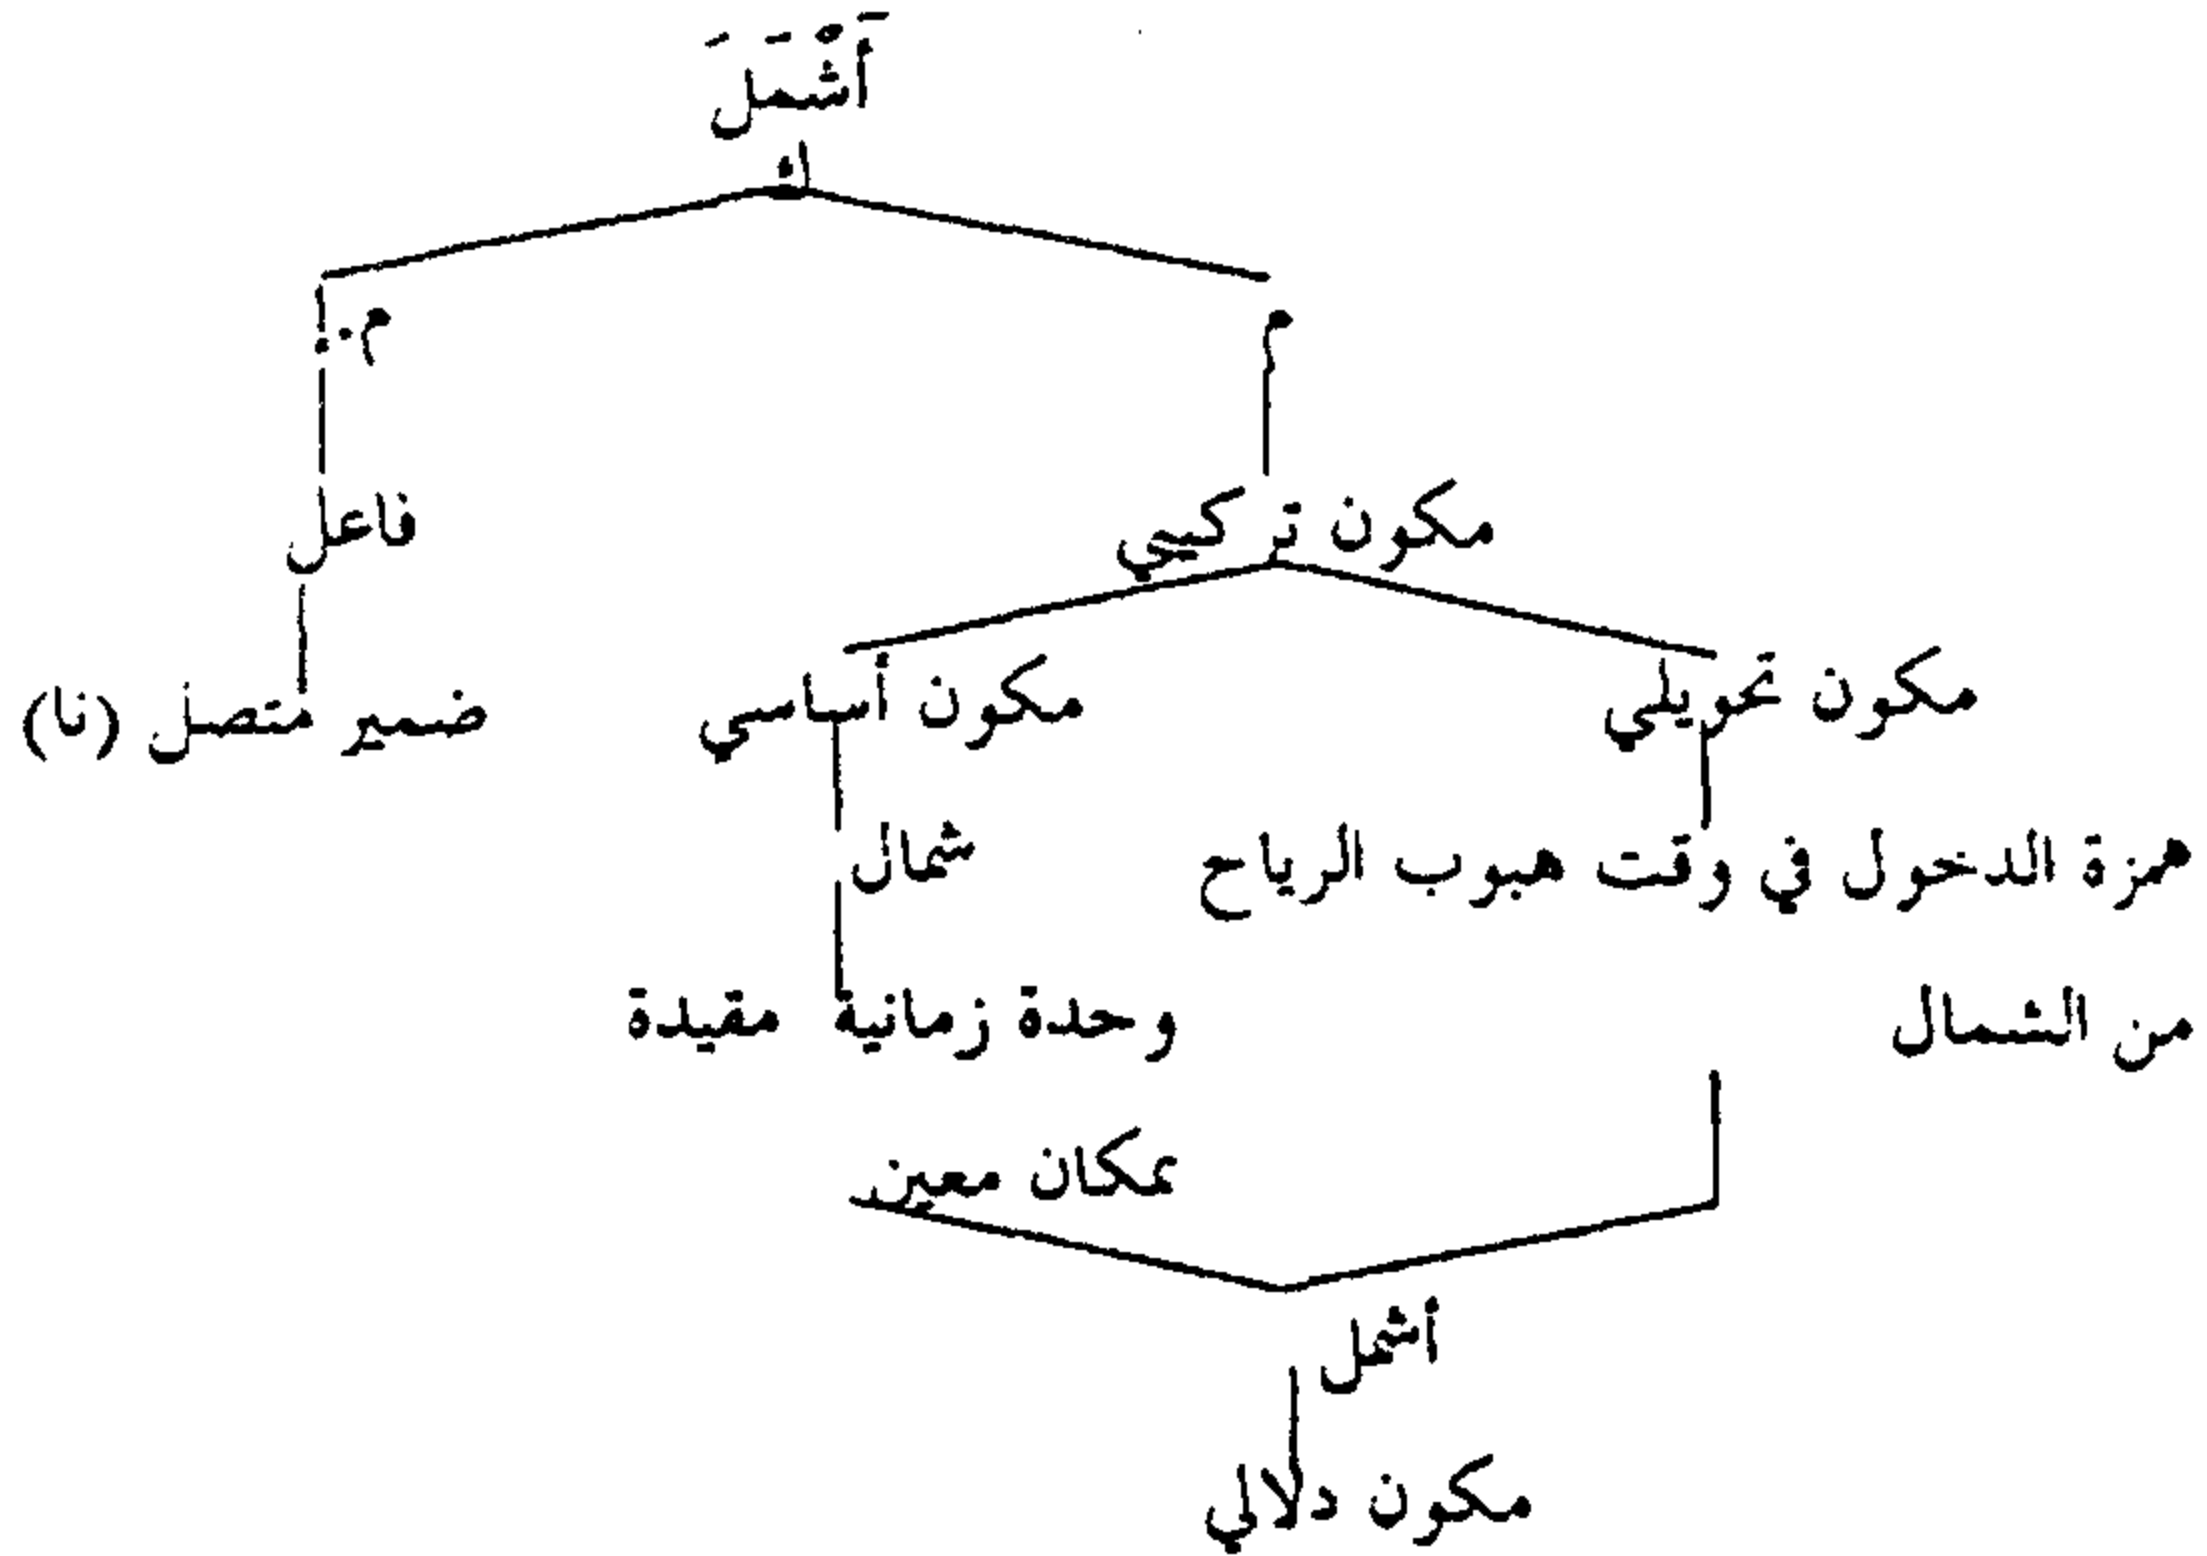 أَشْمَلَ
ف
م
م.إ
مكون تركيبي
فاعل
مكون تحويلي
مكون أساسي
ضمير متصل (نا)
همزة الدخول في وقت هبوب الرياح
من الشمال
شمال
وحدة زمانية مقيدة
بمكان معين
أشمل
مكون دلالي